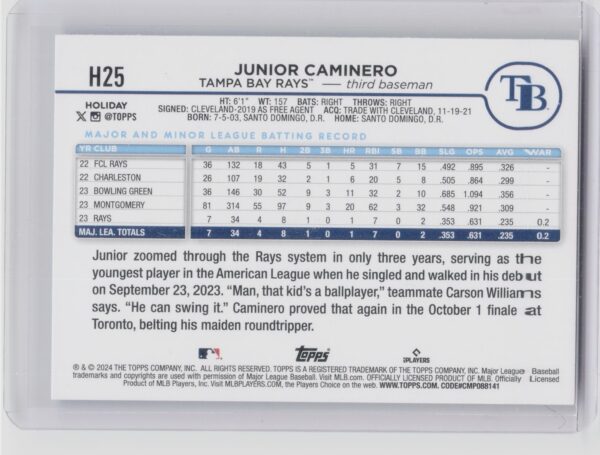 H25
JUNIOR CAMINERO
TAMPA BAY RAYS™ — third baseman
TB
HOLIDAY
X @TOPPS
HT: 6'1" WT: 157 BATS: RIGHT THROWS: RIGHT
SIGNED: CLEVELAND-2019 AS FREE AGENT ACQ: TRADE WITH CLEVELAND, 11-19-21
BORN: 7-5-03, SANTO DOMINGO, D.R. HOME: SANTO DOMINGO, D.R.
MAJOR AND MINOR LEAGUE BATTING RECORD
YR CLUB G AB R H 2B 3B HR RBI SB BB SLG OPS AVG WAR
22 FCL RAYS 36 132 18 43 5 1 5 31 7 15 .492 .895 .326 -
22 CHARLESTON 26 107 19 32 2 1 6 20 5 8 .505 .864 .299 -
23 BOWLING GREEN 36 146 30 52 9 3 11 32 2 10 .685 1.094 .356 -
23 MONTGOMERY 81 314 55 97 9 3 20 62 3 32 .548 .921 .309 -
23 RAYS 7 34 4 8 1 0 1 7 0 2 .353 .631 .235 0.2
MAJ. LEA. TOTALS 7 34 4 8 1 0 1 7 0 2 .353 .631 .235 0.2
Junior zoomed through the Rays system in only three years, serving as the
youngest player in the American League when he singled and walked in his debut
on September 23, 2023. “Man, that kid’s a ballplayer,” teammate Carson Williams
says. “He can swing it.” Caminero proved that again in the October 1 finale at
Toronto, belting his maiden roundtripper.
Topps
PLAYERS
® & © 2024 THE TOPPS COMPANY, INC. ALL RIGHTS RESERVED. TOPPS IS A REGISTERED TRADEMARK OF THE TOPPS COMPANY, INC. Major League Baseball
trademarks and copyrights are used with permission of Major League Baseball. Visit MLB.com. OFFICIALLY LICENSED PRODUCT OF MLB. Officially Licensed
Product of MLB Players, Inc. Visit MLBPLAYERS.com, the Players Choice on the web. WWW.TOPPS.COM. CODE#CMP088141